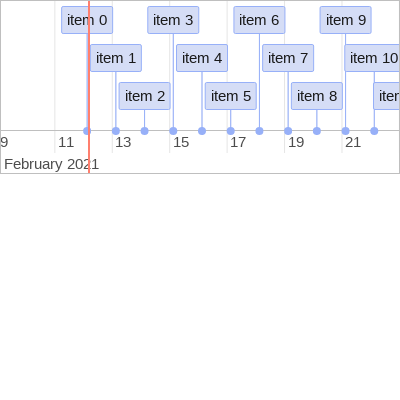 item 0 item 3 item 6 item 9
item 1 item 4 item 7 item 10
item 2 item 5 item 8
9 11 13 15 17 19 21
February 2021